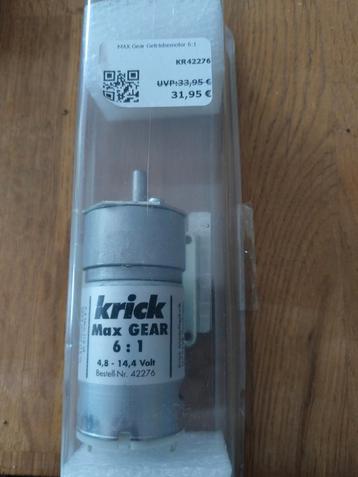 MAX Gear Getriebemotor 6:1
KR42276
UVP:33,95 €
31,95 €
krick
Max GEAR
6 : 1
4,8 - 14,4 Volt
Bestell-Nr. 42276